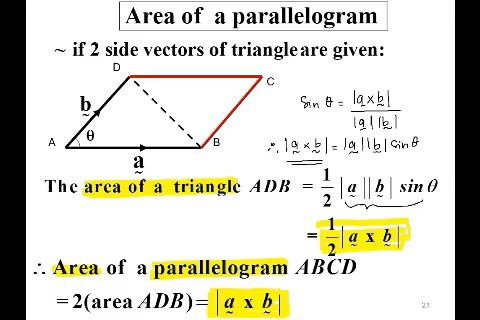 Area of a parallelogram
~ if 2 side vectors of triangle are given:
D
C
b
A
θ
B
a
sin θ = |a x b| / |a||b|
∴ |a x b| = |a||b| sin θ
The area of a triangle ADB = 1/2 |a||b| sin θ
= 1/2 |a x b|
∴ Area of a parallelogram ABCD
= 2(area ADB) = |a x b|
21